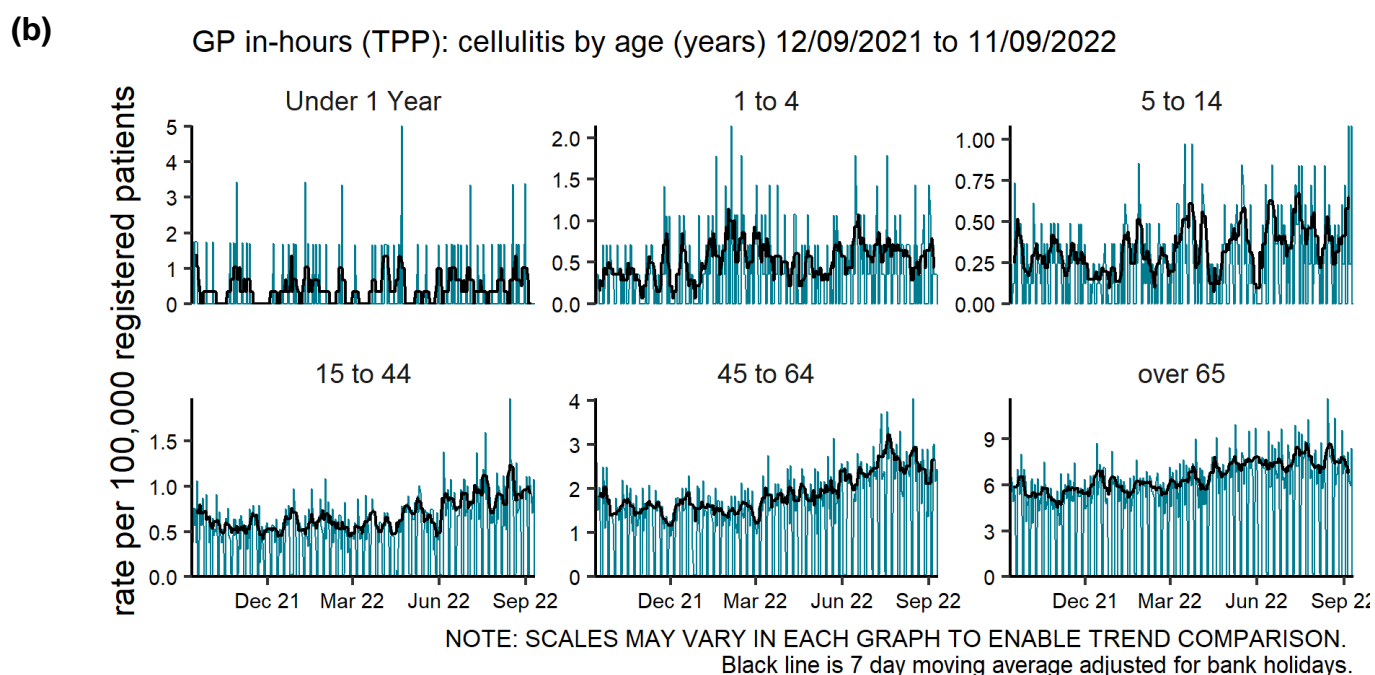 (b)
GP in-hours (TPP): cellulitis by age (years) 12/09/2021 to 11/09/2022
rate per 100,000 registered patients
Under 1 Year
1 to 4
5 to 14
5
4
3
2
1
0
2.0
1.5
1.0
0.5
0.0
1.00
0.75
0.50
0.25
0.00
15 to 44
45 to 64
over 65
1.5
1.0
0.5
0.0
4
3
2
1
0
9
6
3
0
Dec 21 Mar 22 Jun 22 Sep 22
Dec 21 Mar 22 Jun 22 Sep 22
Dec 21 Mar 22 Jun 22 Sep 2
NOTE: SCALES MAY VARY IN EACH GRAPH TO ENABLE TREND COMPARISON.
Black line is 7 day moving average adjusted for bank holidays.